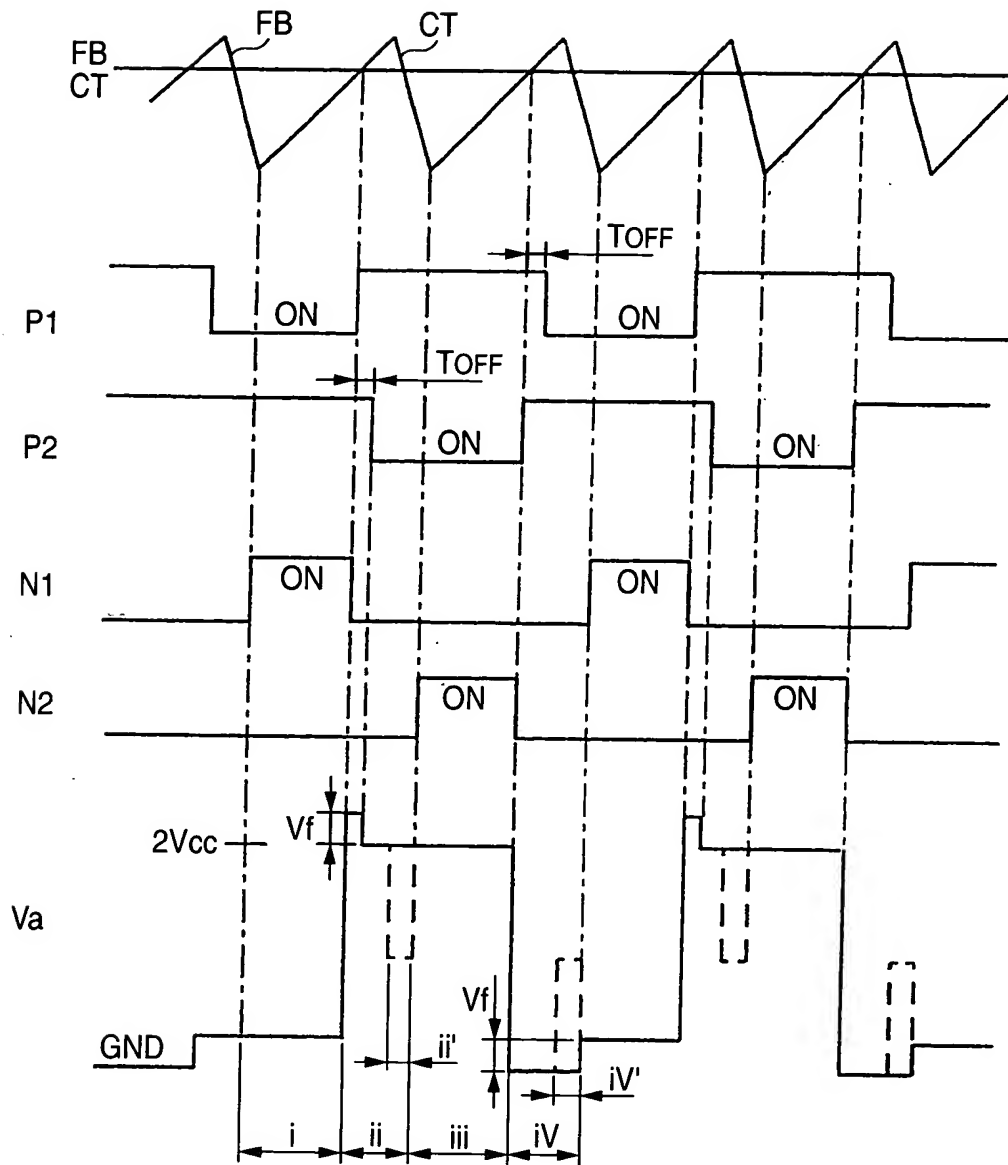 FB CT
FB
CT
TOFF
P1 ON ON
TOFF
P2 ON ON
N1 ON ON
N2 ON ON
Vf
2Vcc
Va
Vf
GND
ii'
iV'
i ii iii iV